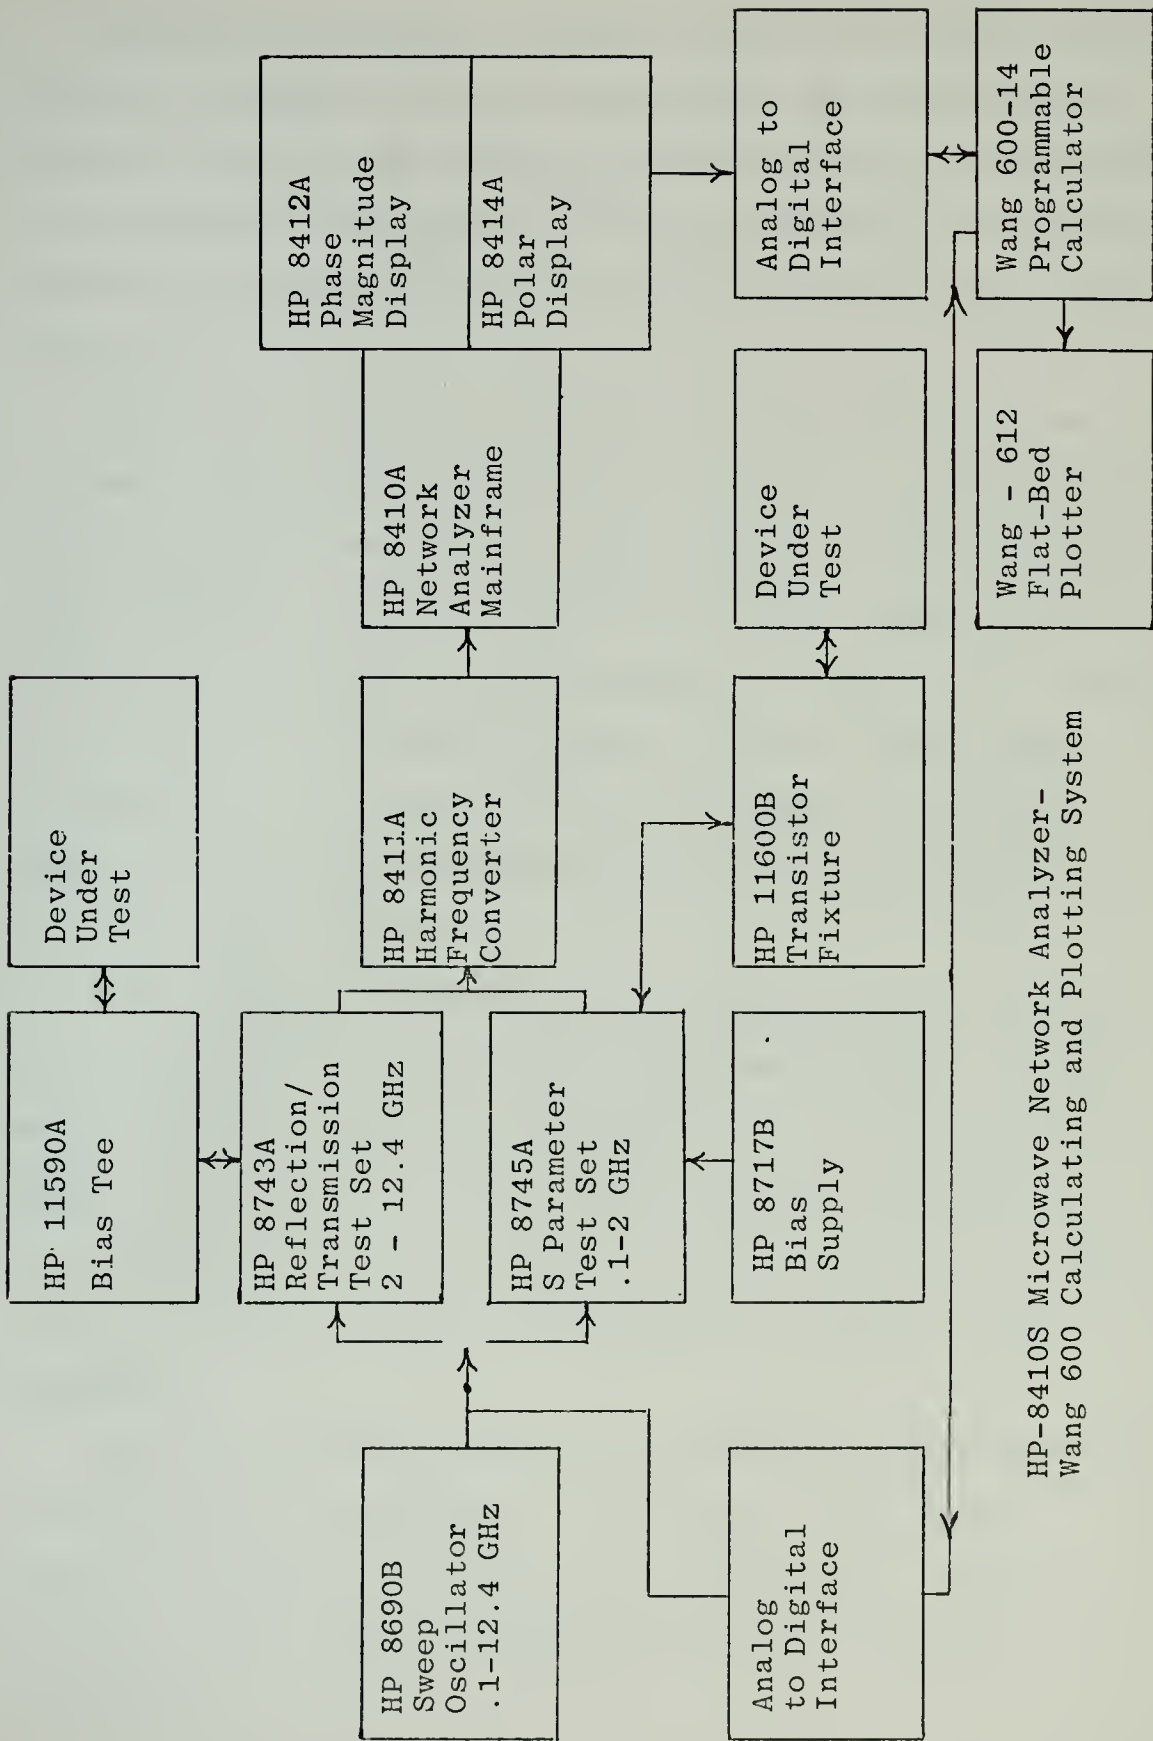 HP 11590A
Bias Tee
Device
Under
Test
HP 8690B
Sweep
Oscillator
.1-12.4 GHz
HP 8743A
Reflection/
Transmission
Test Set
2 - 12.4 GHz
HP 8745A
S Parameter
Test Set
.1-2 GHz
HP 8411A
Harmonic
Frequency
Converter
HP 8410A
Network
Analyzer
Mainframe
HP 8412A
Phase
Magnitude
Display
HP 8414A
Polar
Display
Analog
to Digital
Interface
HP 8717B
Bias
Supply
HP 11600B
Transistor
Fixture
Device
Under
Test
Analog to
Digital
Interface
Wang - 612
Flat-Bed
Plotter
Wang 600-14
Programmable
Calculator
HP-8410S Microwave Network Analyzer-
Wang 600 Calculating and Plotting System